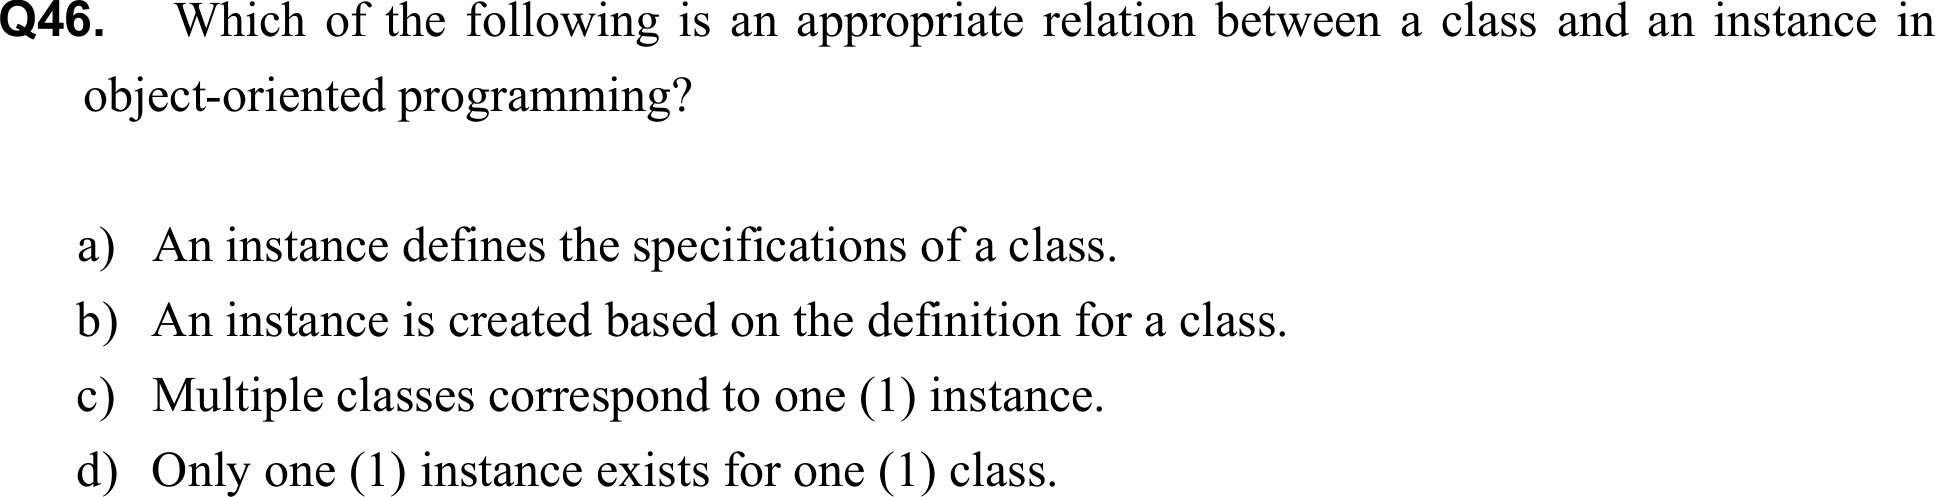 Q46. Which of the following is an appropriate relation between a class and an instance in
object-oriented programming?
a) An instance defines the specifications of a class.
b) An instance is created based on the definition for a class.
c) Multiple classes correspond to one (1) instance.
d) Only one (1) instance exists for one (1) class.